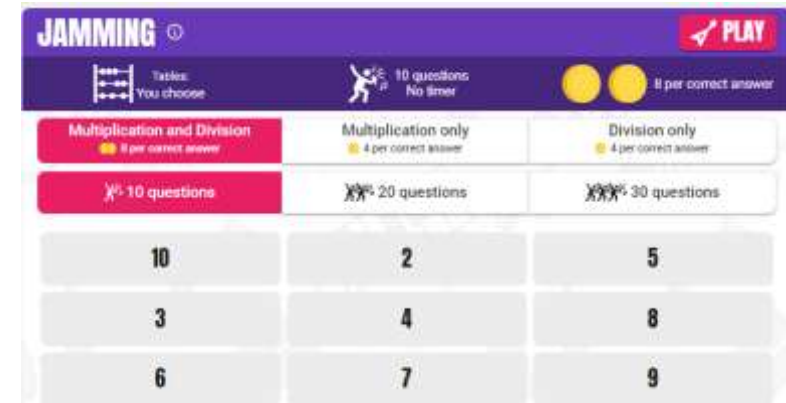 JAMMING
PLAY
Tables:
You choose
10 questions
No timer
8 per correct answer
Multiplication and Division
8 per correct answer
Multiplication only
4 per correct answer
Division only
4 per correct answer
10 questions
20 questions
30 questions
10
2
5
3
4
8
6
7
9